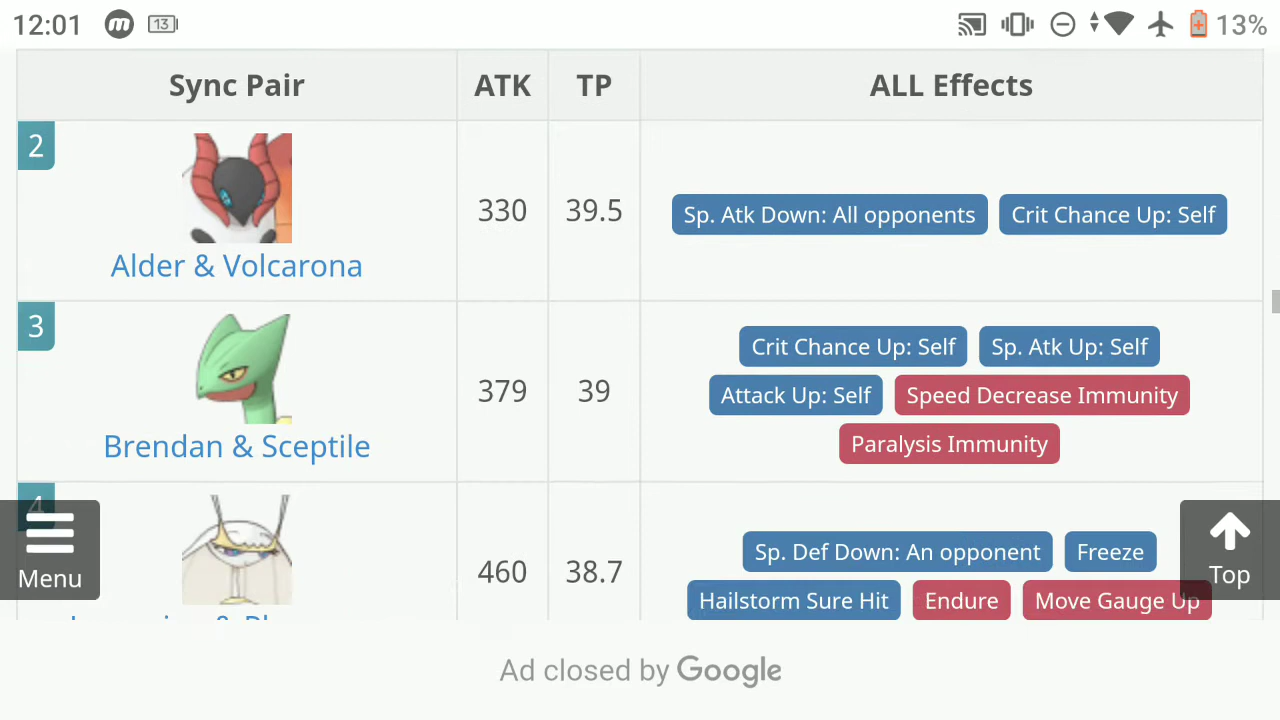 12:01 m 13 13%
Sync Pair ATK TP ALL Effects
2
Alder & Volcarona
330 39.5
Sp. Atk Down: All opponents Crit Chance Up: Self
3
Brendan & Sceptile
379 39
Crit Chance Up: Self Sp. Atk Up: Self
Attack Up: Self Speed Decrease Immunity
Paralysis Immunity
4
460 38.7
Sp. Def Down: An opponent Freeze
Hailstorm Sure Hit Endure Move Gauge Up
Menu
Top
Ad closed by Google